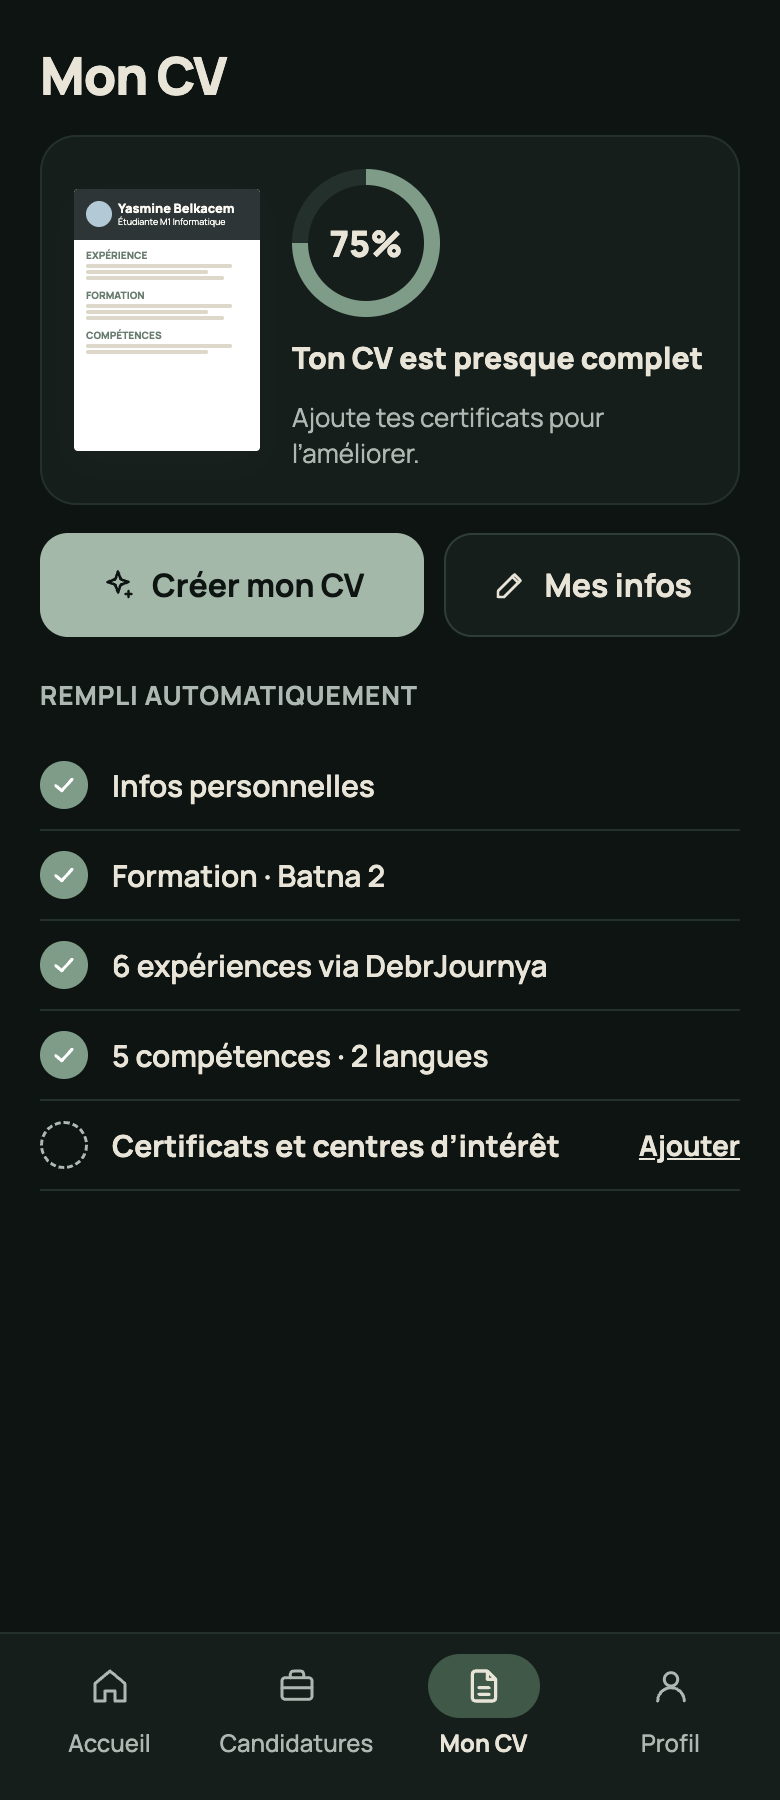 Mon CV
Yasmine Belkacem
Étudiante M1 Informatique
EXPÉRIENCE
FORMATION
COMPÉTENCES
75%
Ton CV est presque complet
Ajoute tes certificats pour
l’améliorer.
Créer mon CV
Mes infos
REMPLI AUTOMATIQUEMENT
Infos personnelles
Formation · Batna 2
6 expériences via DebrJournya
5 compétences · 2 langues
Certificats et centres d’intérêt
Ajouter
Accueil
Candidatures
Mon CV
Profil